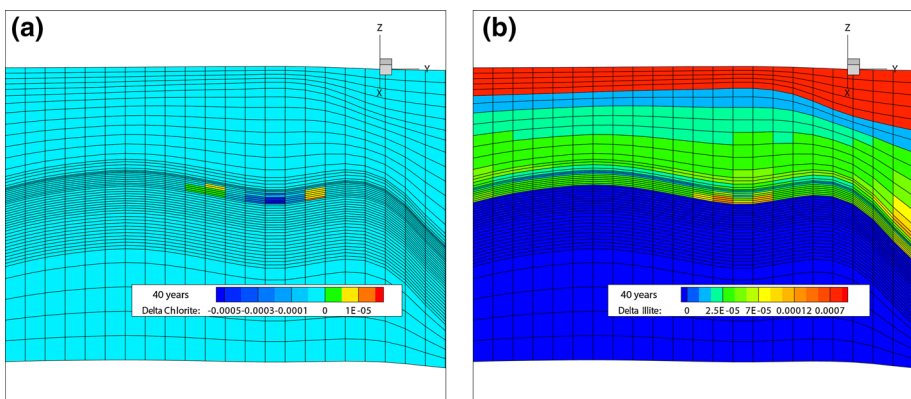 (a)
Z
Y
X
40 years
Delta Chlorite: -0.0005-0.0003-0.0001 0 1E-05
(b)
Z
Y
X
40 years
Delta Illite: 0 2.5E-05 7E-05 0.00012 0.0007